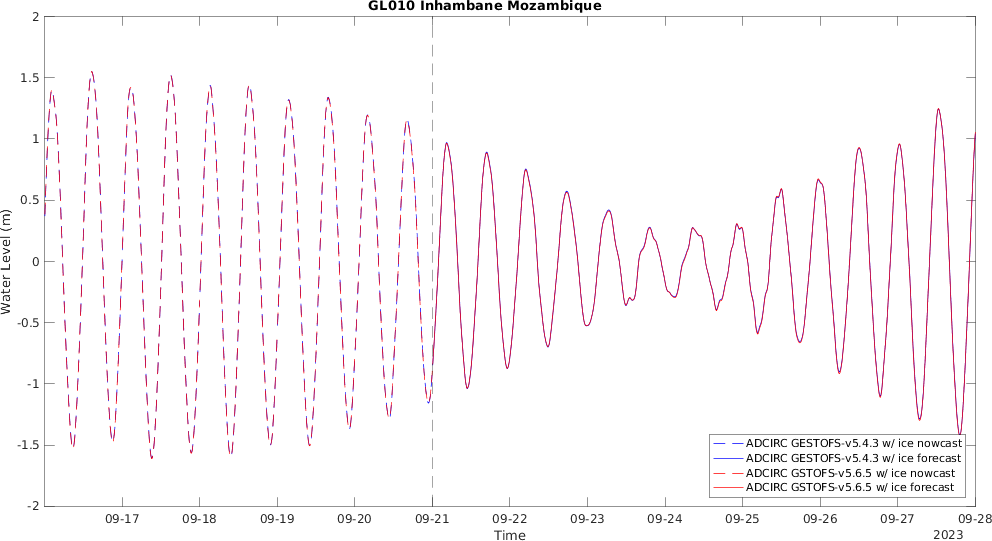 GL010 Inhambane Mozambique
Water Level (m)
2
1.5
1
0.5
0
-0.5
-1
-1.5
-2
ADCIRC GESTOFS-v5.4.3 w/ ice nowcast
ADCIRC GESTOFS-v5.4.3 w/ ice forecast
ADCIRC GSTOFS-v5.6.5 w/ ice nowcast
ADCIRC GSTOFS-v5.6.5 w/ ice forecast
09-17 09-18 09-19 09-20 09-21 09-22 09-23 09-24 09-25 09-26 09-27 09-28
Time
2023